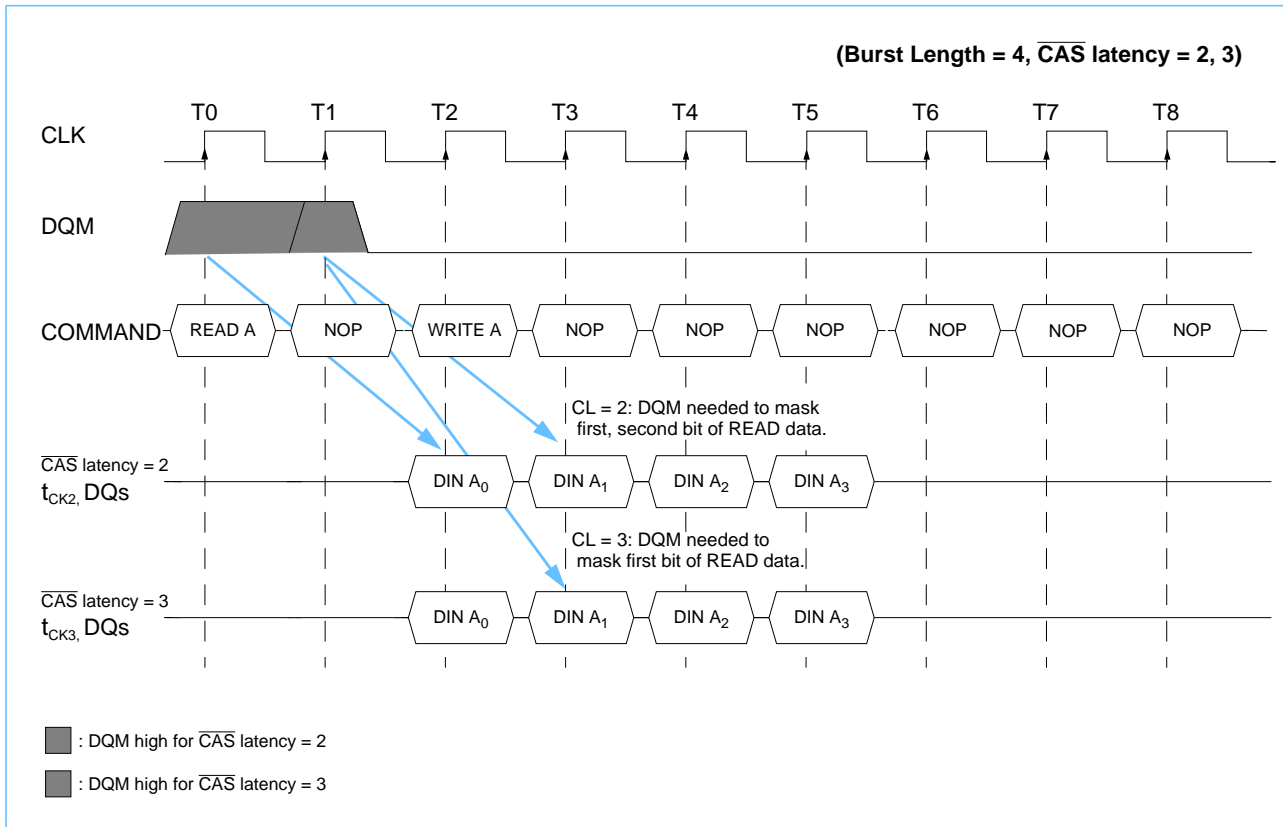 (Burst Length = 4, CAS latency = 2, 3)
T0 T1 T2 T3 T4 T5 T6 T7 T8
CLK
DQM
COMMAND READ A NOP WRITE A NOP NOP NOP NOP NOP NOP
CL = 2: DQM needed to mask
first, second bit of READ data.
CAS latency = 2
tCK2, DQs DIN A0 DIN A1 DIN A2 DIN A3
CL = 3: DQM needed to
mask first bit of READ data.
CAS latency = 3
tCK3, DQs DIN A0 DIN A1 DIN A2 DIN A3
: DQM high for CAS latency = 2
: DQM high for CAS latency = 3